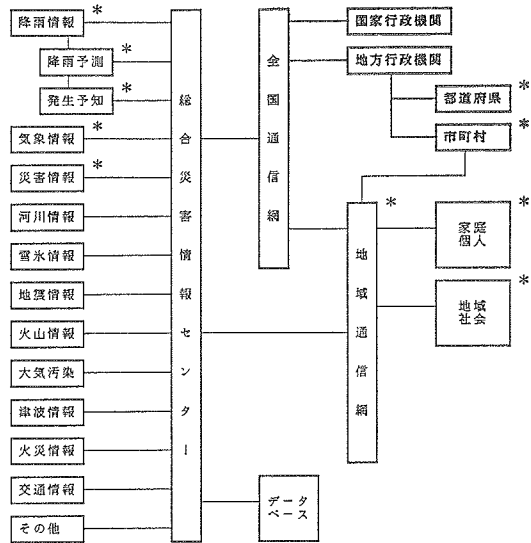 降雨情報 *
降雨予測 *
発生予知 *
気象情報 *
災害情報 *
河川情報
雪氷情報
地震情報
火山情報
大気汚染
津波情報
火災情報
交通情報
その他
総合災害情報センター
全国通信網
国家行政機関
地方行政機関
都道府県 *
市町村 *
地域通信網 *
家庭 *
個人
地域 *
社会
データ
ベース